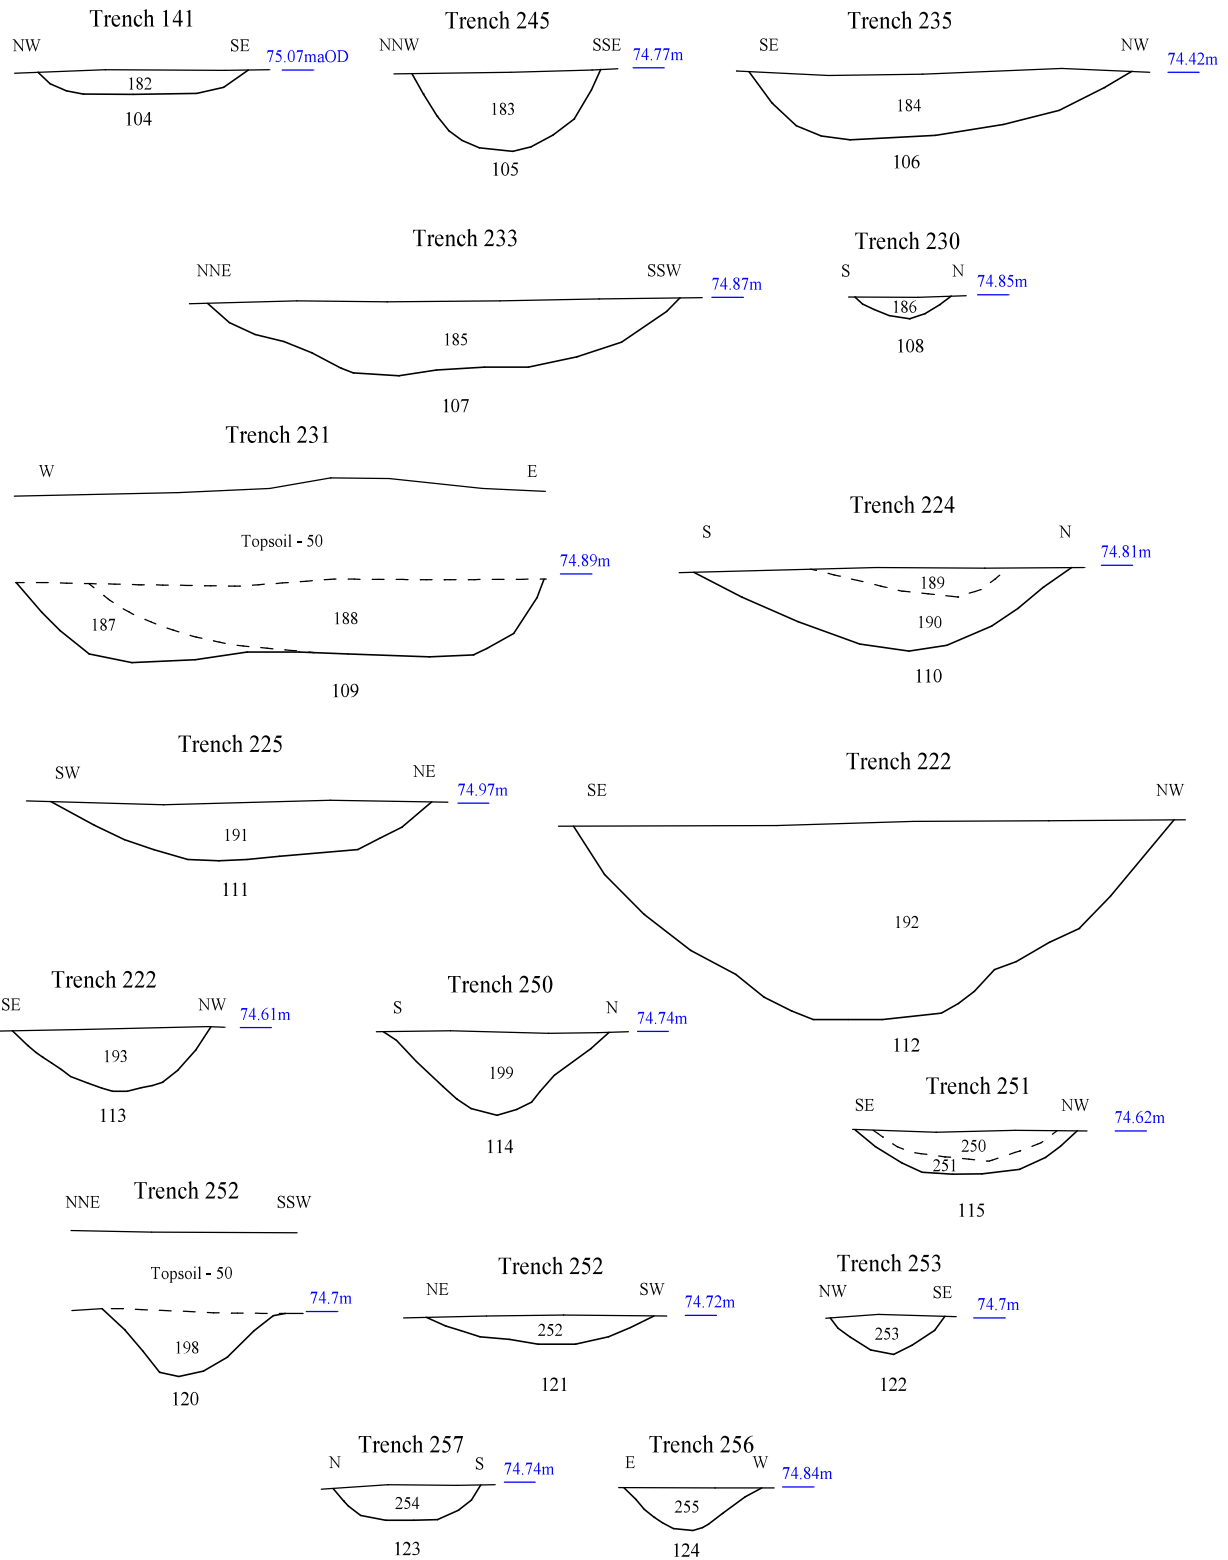 Trench 141
NW SE 75.07maOD
182
104
Trench 245
NNW SSE 74.77m
183
105
Trench 235
SE NW 74.42m
184
106
Trench 233
NNE SSW 74.87m
185
107
Trench 230
S N 74.85m
186
108
Trench 231
W E
Topsoil - 50
74.89m
187 188
109
Trench 224
S N 74.81m
189
190
110
Trench 225
SW NE 74.97m
191
111
Trench 222
SE NW
192
112
Trench 222
SE NW 74.61m
193
113
Trench 250
S N 74.74m
199
114
Trench 251
SE NW 74.62m
250
251
115
Trench 252
NNE SSW
Topsoil - 50
74.7m
198
120
Trench 252
NE SW 74.72m
252
121
Trench 253
NW SE 74.7m
253
122
Trench 257
N S 74.74m
254
123
Trench 256
E W 74.84m
255
124